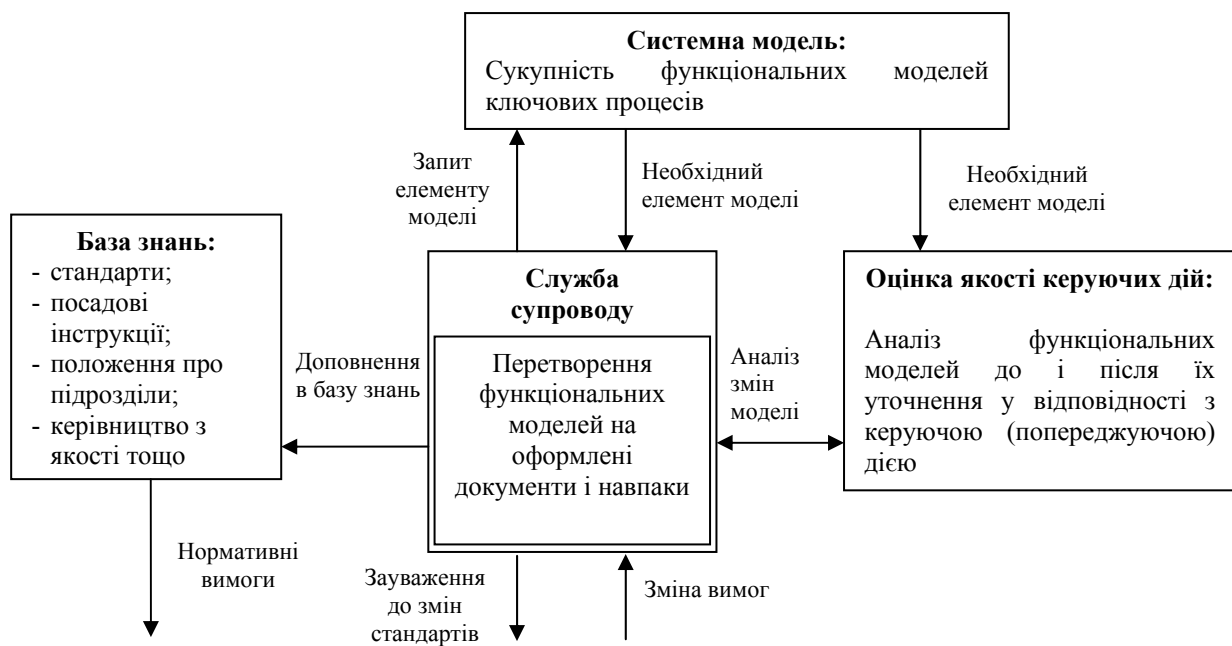 Системна модель:
Сукупність функціональних моделей
ключових процесів
Запит
елементу
моделі
Необхідний
елемент моделі
Необхідний
елемент моделі
База знань:
- стандарти;
- посадові
інструкції;
- положення про
підрозділи;
- керівництво з
якості тощо
Доповнення
в базу знань
Служба
супроводу
Перетворення
функціональних
моделей на
оформлені
документи і навпаки
Аналіз
змін
моделі
Оцінка якості керуючих дій:
Аналіз функціональних
моделей до і після їх
уточнення у відповідності з
керуючою (попереджуючою)
дією
Нормативні
вимоги
Зауваження
до змін
стандартів
Зміна вимог